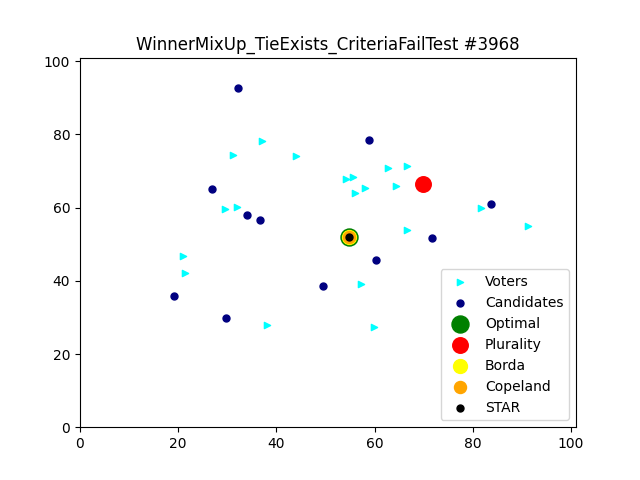 WinnerMixUp_TieExists_CriteriaFailTest #3968
100
80
60
40
20
0
0
20
40
60
80
100
Voters
Candidates
Optimal
Plurality
Borda
Copeland
STAR